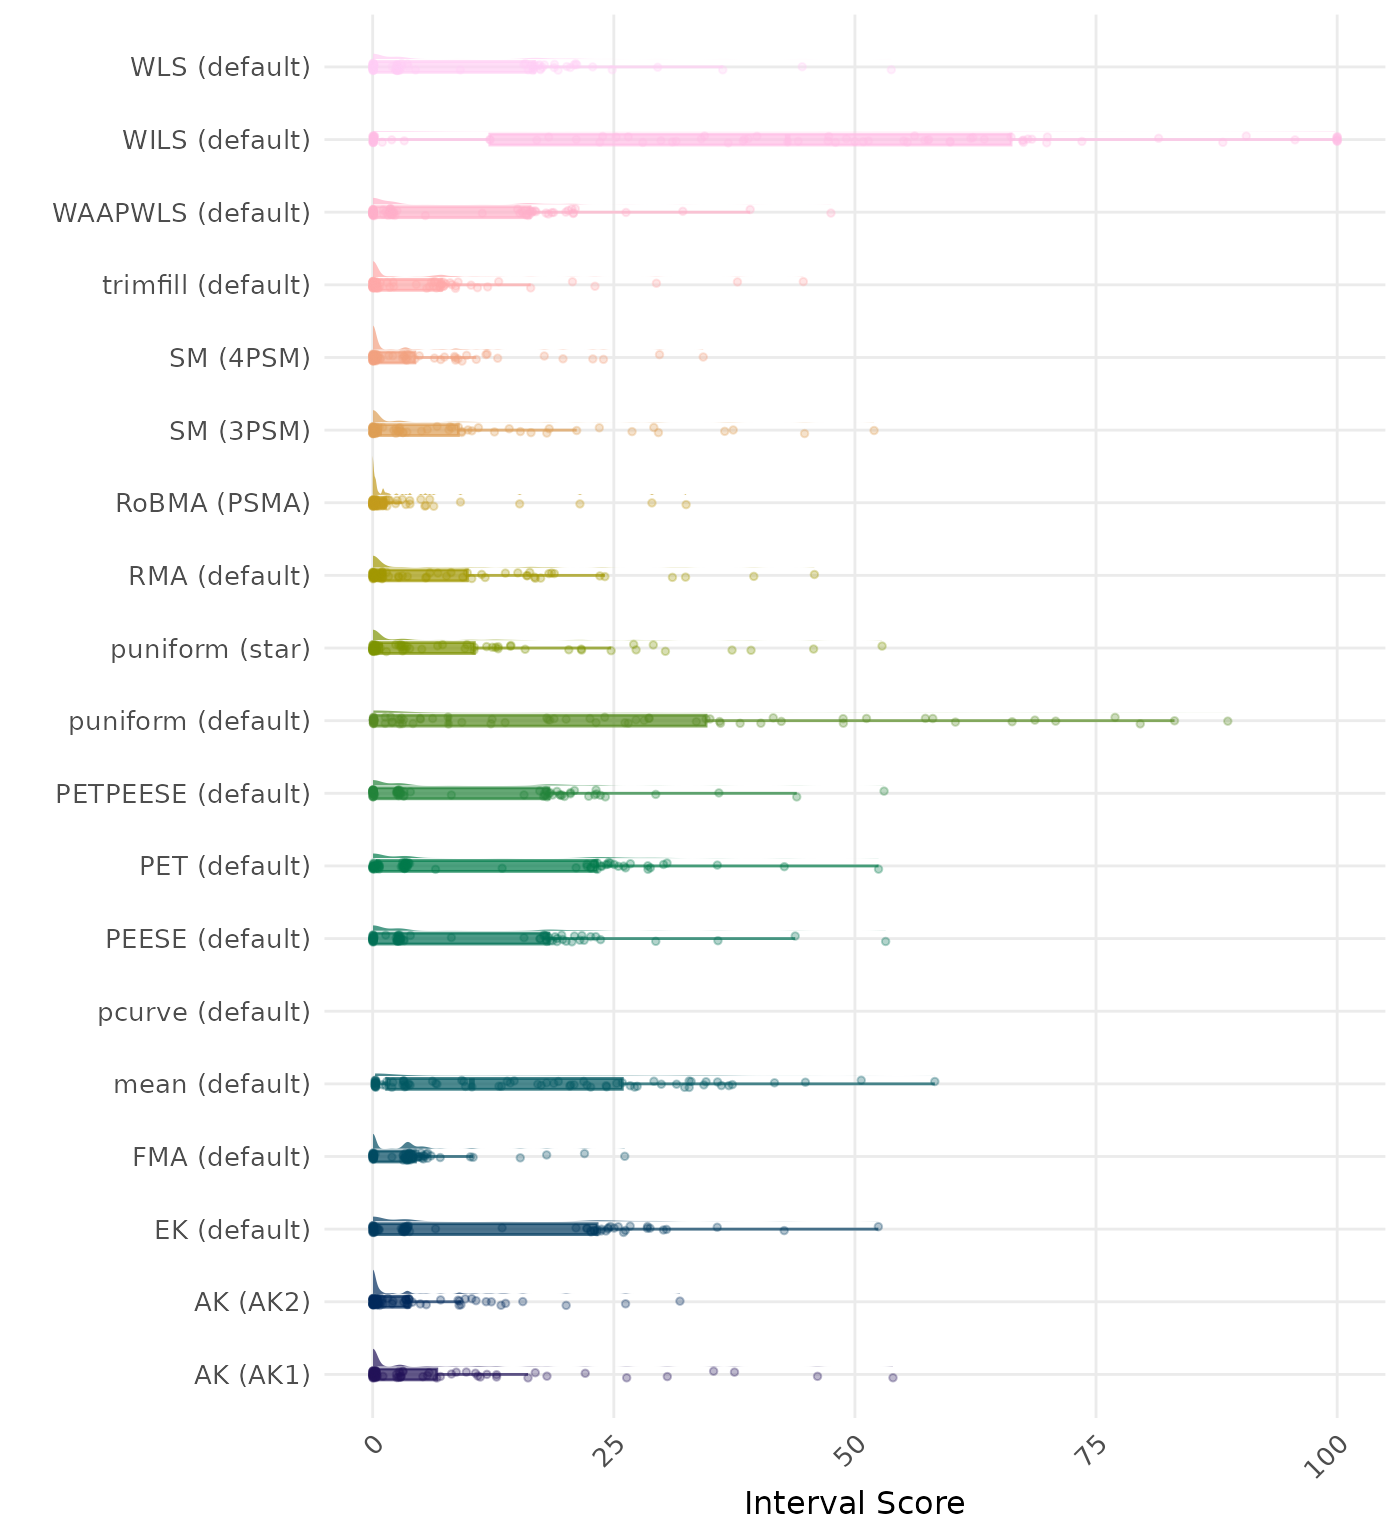 WLS (default)
WILS (default)
WAAPWLS (default)
trimfill (default)
SM (4PSM)
SM (3PSM)
RoBMA (PSMA)
RMA (default)
puniform (star)
puniform (default)
PETPEESE (default)
PET (default)
PEESE (default)
pcurve (default)
mean (default)
FMA (default)
EK (default)
AK (AK2)
AK (AK1)
0 25 50 75 100
Interval Score